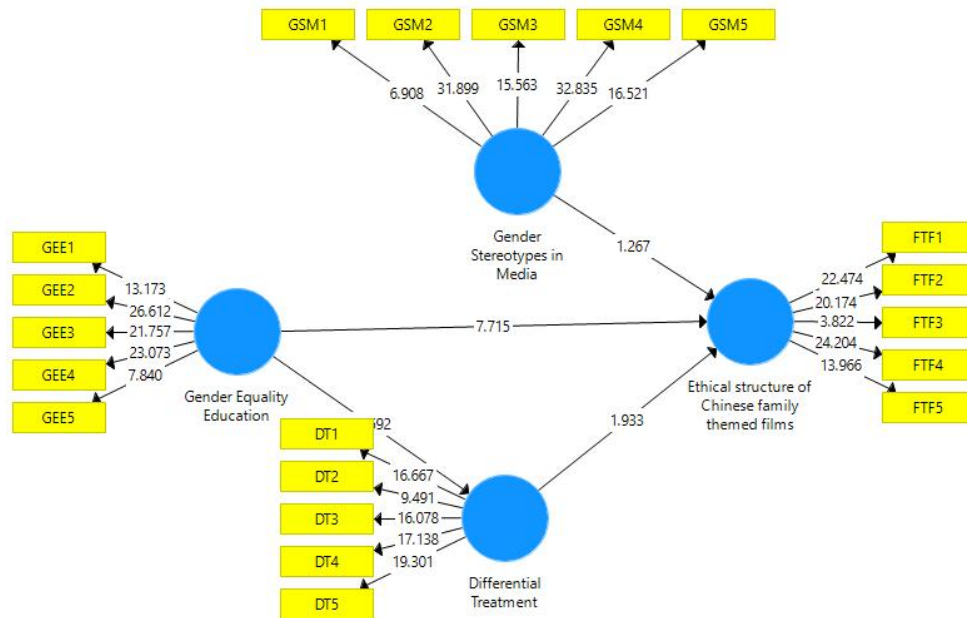 GSM1
GSM2
GSM3
GSM4
GSM5
6.908
31.899
15.563
32.835
16.521
Gender
Stereotypes in
Media
1.267
GEE1
GEE2
GEE3
GEE4
GEE5
13.173
26.612
21.757
23.073
7.840
Gender Equality
Education
7.715
FTF1
FTF2
FTF3
FTF4
FTF5
22.474
20.174
3.822
24.204
13.966
Ethical structure of
Chinese family
themed films
1.933
DT1
DT2
DT3
DT4
DT5
16.667
9.491
16.078
17.138
19.301
Differential
Treatment